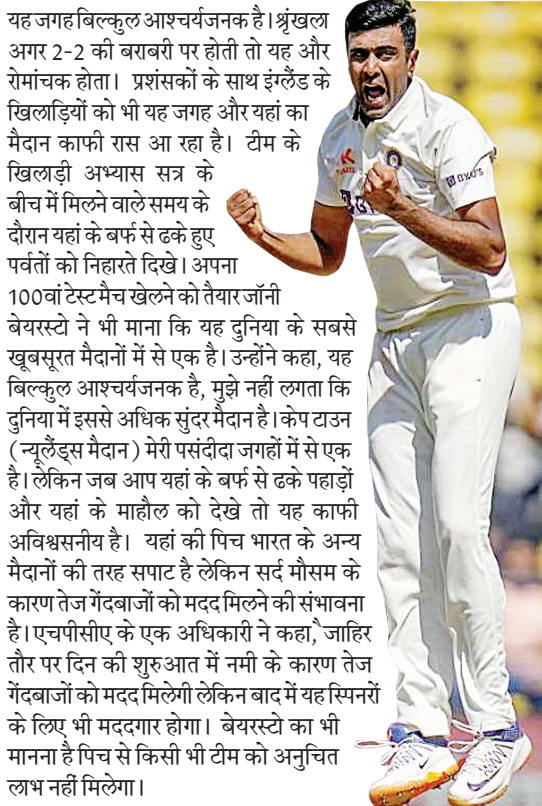 यह जगह बिल्कुल आश्चर्यजनक है। श्रृंखला
अगर 2-2 की बराबरी पर होती तो यह और
रोमांचक होता। प्रशंसकों के साथ इंग्लैंड के
खिलाड़ियों को भी यह जगह और यहां का
मैदान काफी रास आ रहा है। टीम के
खिलाड़ी अभ्यास सत्र के
बीच में मिलने वाले समय के
दौरान यहां के बर्फ से ढके हुए
पर्वतों को निहारते दिखे। अपना
100वां टेस्ट मैच खेलने को तैयार जॉनी
बेयरस्टो ने भी माना कि यह दुनिया के सबसे
खूबसूरत मैदानों में से एक है। उन्होंने कहा, यह
बिल्कुल आश्चर्यजनक है, मुझे नहीं लगता कि
दुनिया में इससे अधिक सुंदर मैदान है। केप टाउन
(न्यूलैंड्स मैदान) मेरी पसंदीदा जगहों में से एक
है। लेकिन जब आप यहां के बर्फ से ढके पहाड़ों
और यहां के माहौल को देखे तो यह काफी
अविश्वसनीय है। यहां की पिच भारत के अन्य
मैदानों की तरह सपाट है लेकिन सर्द मौसम के
कारण तेज गेंदबाजों को मदद मिलने की संभावना
है। एचपीसीए के एक अधिकारी ने कहा, जाहिर
तौर पर दिन की शुरुआत में नमी के कारण तेज
गेंदबाजों को मदद मिलेगी लेकिन बाद में यह स्पिनरों
के लिए भी मददगार होगा। बेयरस्टो का भी
मानना है पिच से किसी भी टीम को अनुचित
लाभ नहीं मिलेगा।